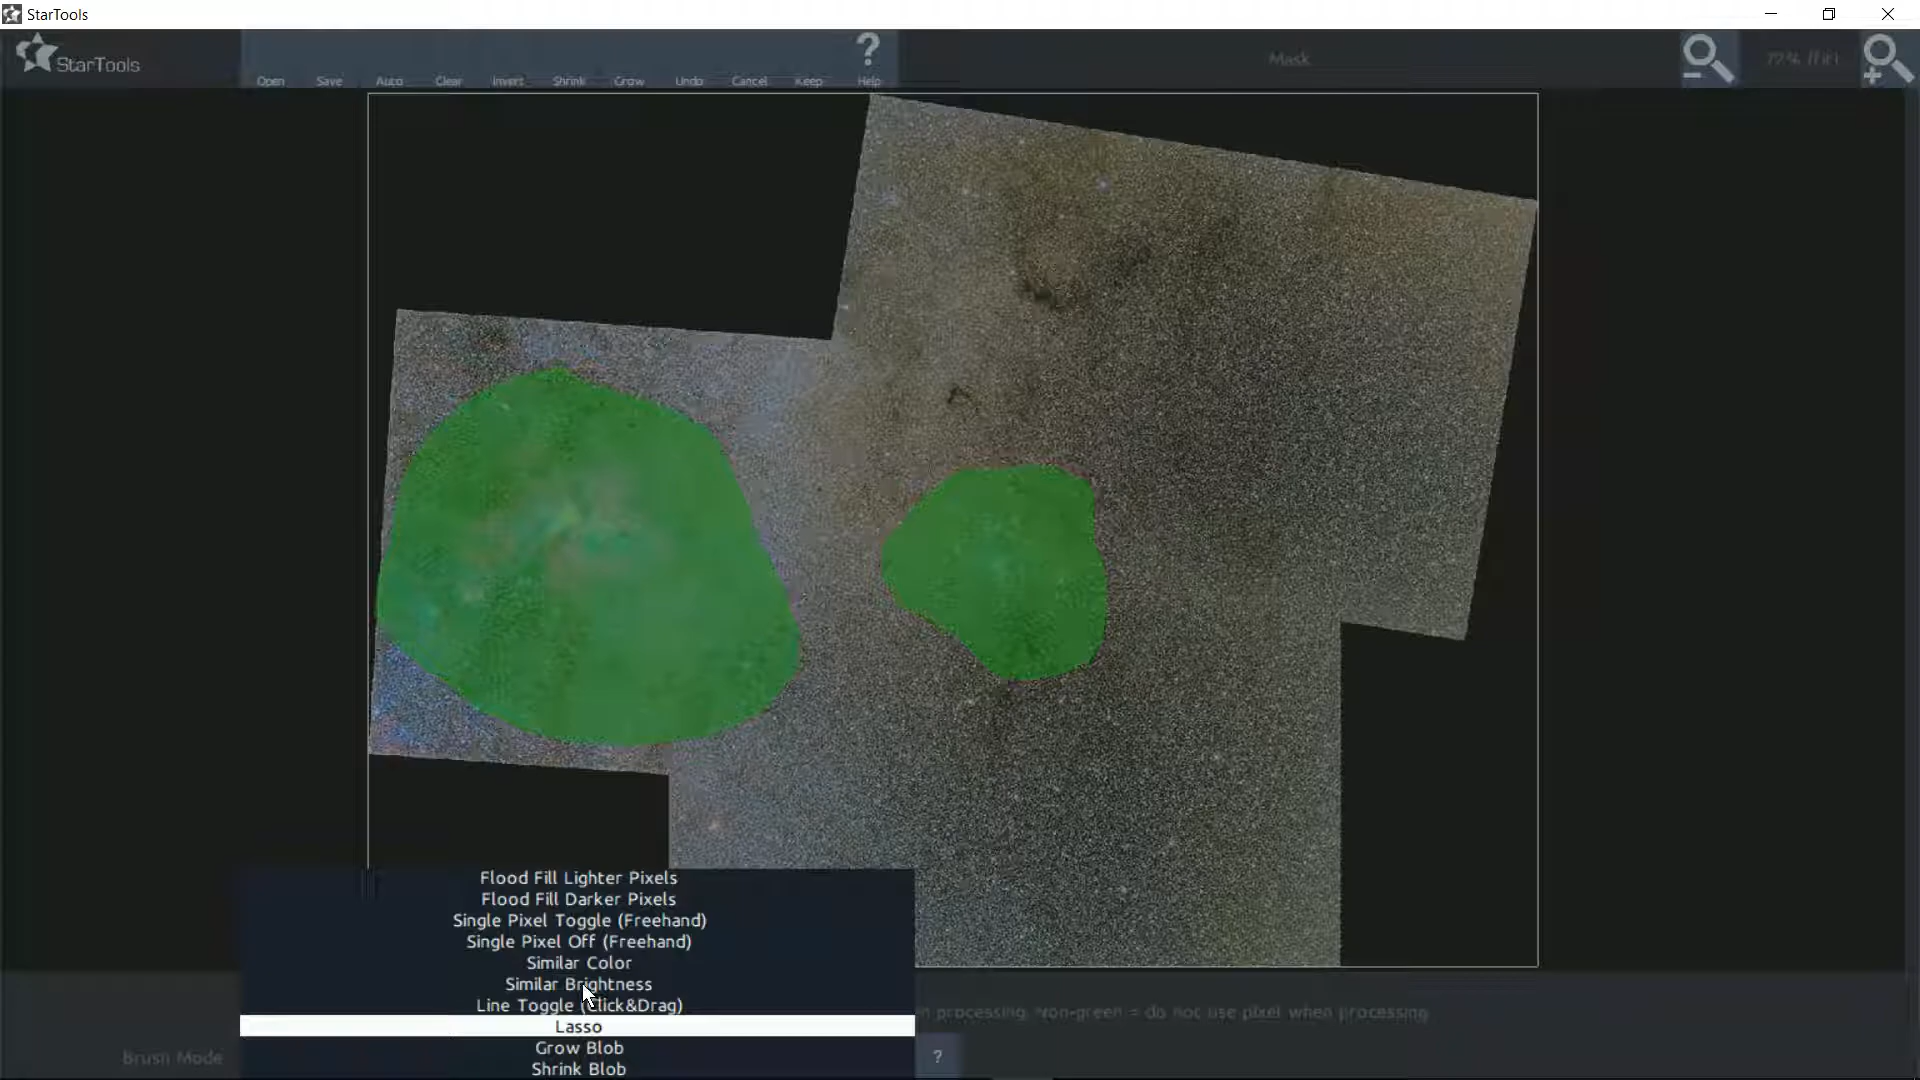 StarTools
StarTools
Open Save Auto Clear Invert Shrink Grow Undo Cancel Keep Help
Mask
Flood Fill Lighter Pixels
Flood Fill Darker Pixels
Single Pixel Toggle (Freehand)
Single Pixel Off (Freehand)
Similar Color
Similar Brightness
Line Toggle (Click&Drag)
processing. Non-green = do not use pixel when processing
Lasso
Grow Blob
Brush Mode
?
Shrink Blob